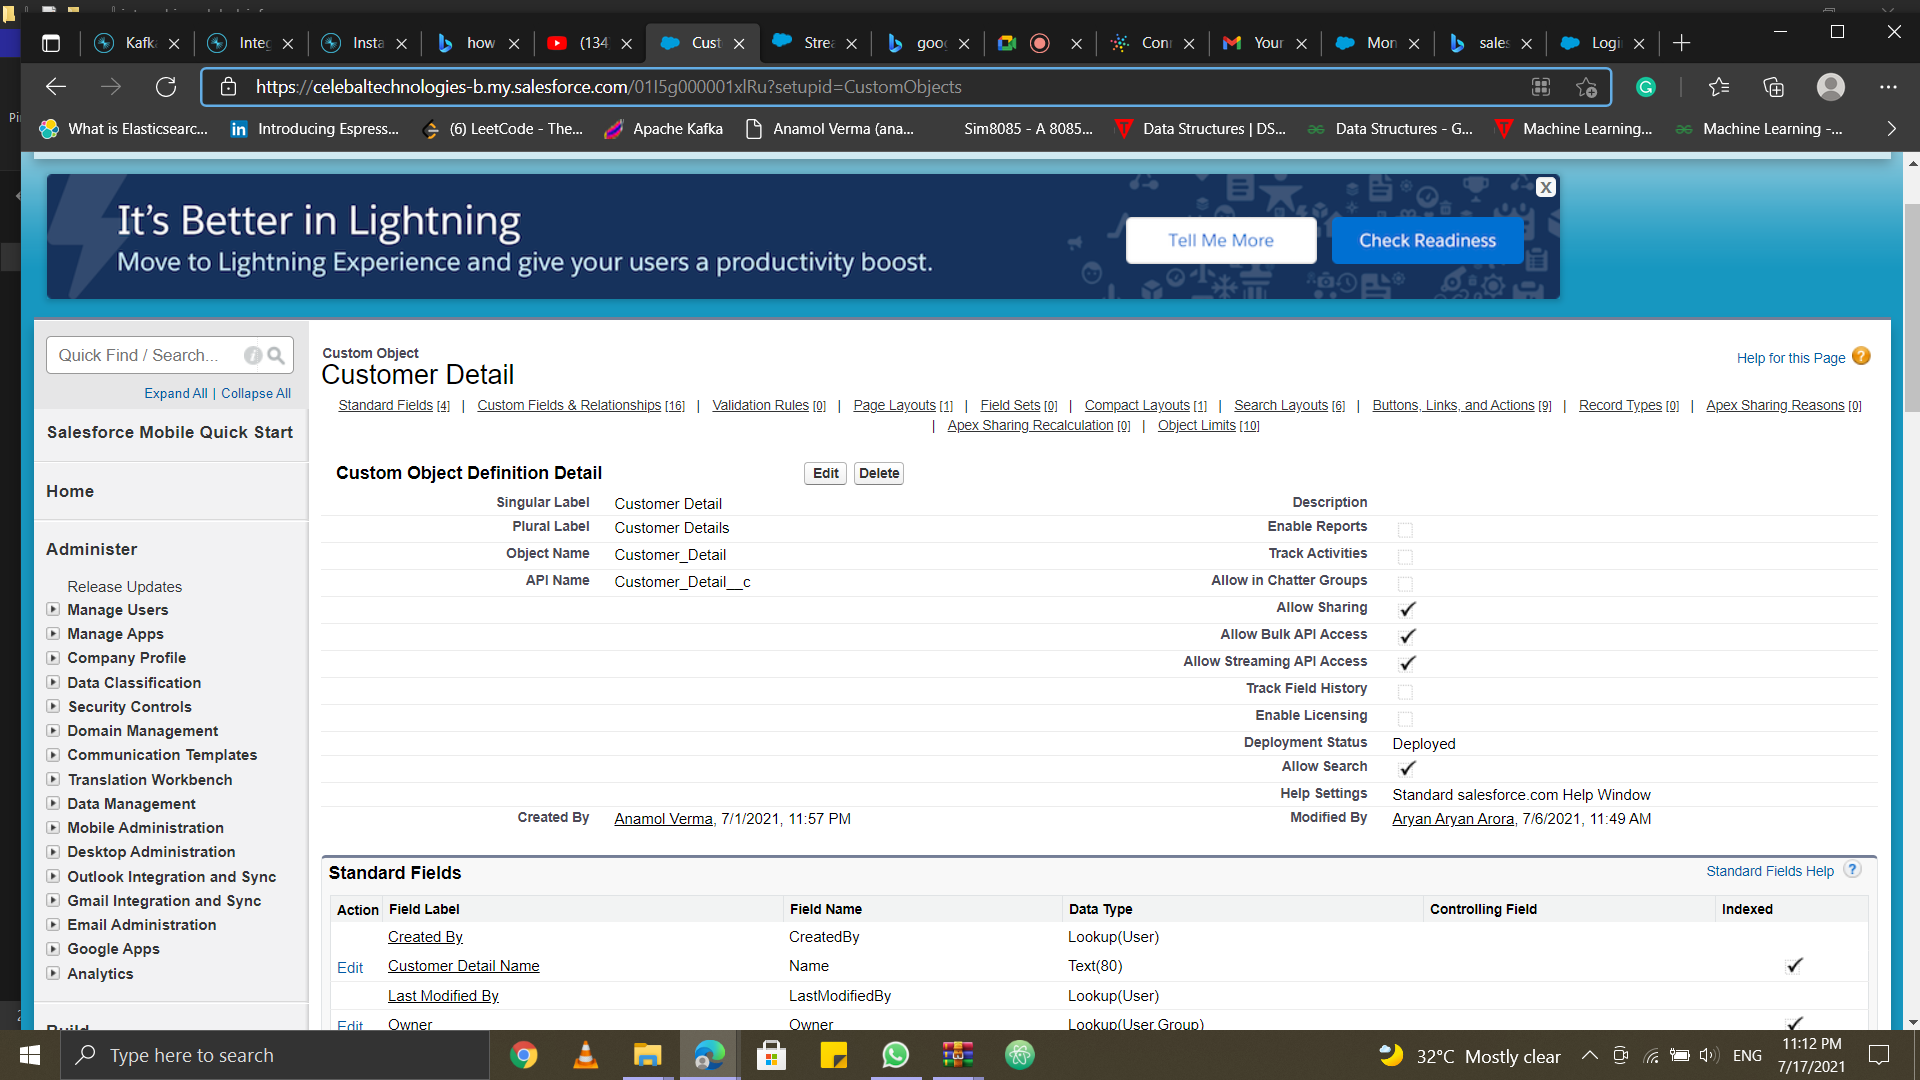 Kafk
Integ
Insta
how
(134
Cust
Strea
goog
Conn
Your
Mon
sales
Login
https://celebaltechnologies-b.my.salesforce.com/01I5g000001xlRu?setupid=CustomObjects
What is Elasticsearc...
Introducing Espress...
(6) LeetCode - The...
Apache Kafka
Anamol Verma (ana...
Sim8085 - A 8085...
Data Structures | DS...
Data Structures - G...
Machine Learning...
Machine Learning -...
It's Better in Lightning
Move to Lightning Experience and give your users a productivity boost.
Tell Me More
Check Readiness
X
Quick Find / Search...
Expand All | Collapse All
Salesforce Mobile Quick Start
Home
Administer
Release Updates
Manage Users
Manage Apps
Company Profile
Data Classification
Security Controls
Domain Management
Communication Templates
Translation Workbench
Data Management
Mobile Administration
Desktop Administration
Outlook Integration and Sync
Gmail Integration and Sync
Email Administration
Google Apps
Analytics
Build
Custom Object
Customer Detail
Help for this Page ?
Standard Fields [4] | Custom Fields & Relationships [16] | Validation Rules [0] | Page Layouts [1] | Field Sets [0] | Compact Layouts [1] | Search Layouts [6] | Buttons, Links, and Actions [9] | Record Types [0] | Apex Sharing Reasons [0]
| Apex Sharing Recalculation [0] | Object Limits [10]
Custom Object Definition Detail Edit Delete
Singular Label Customer Detail Description
Plural Label Customer Details Enable Reports
Object Name Customer_Detail Track Activities
API Name Customer_Detail__c Allow in Chatter Groups
Allow Sharing
Allow Bulk API Access
Allow Streaming API Access
Track Field History
Enable Licensing
Deployment Status Deployed
Allow Search
Help Settings Standard salesforce.com Help Window
Created By Anamol Verma, 7/1/2021, 11:57 PM Modified By Aryan Aryan Arora, 7/6/2021, 11:49 AM
Standard Fields Standard Fields Help ?
Action Field Label Field Name Data Type Controlling Field Indexed
Created By CreatedBy Lookup(User)
Edit Customer Detail Name Name Text(80)
Last Modified By LastModifiedBy Lookup(User)
Edit Owner Owner Lookup(User,Group)
Type here to search
32°C Mostly clear
ENG
11:12 PM
7/17/2021